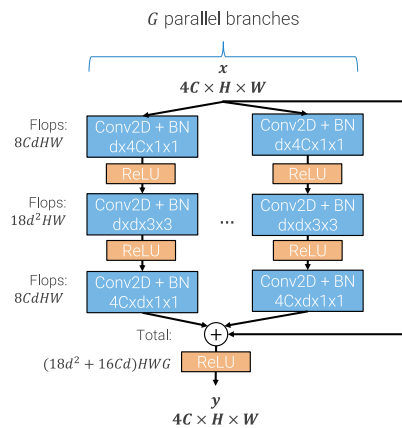 G parallel branches
x
4C × H × W
Flops:
8CdHW
Conv2D + BN
dx4Cx1x1
Conv2D + BN
dx4Cx1x1
ReLU
ReLU
Flops:
18d²HW
Conv2D + BN
dxdx3x3
...
Conv2D + BN
dxdx3x3
ReLU
ReLU
Flops:
8CdHW
Conv2D + BN
4Cxdx1x1
Conv2D + BN
4Cxdx1x1
Total:
+
(18d² + 16Cd)HWG
ReLU
y
4C × H × W